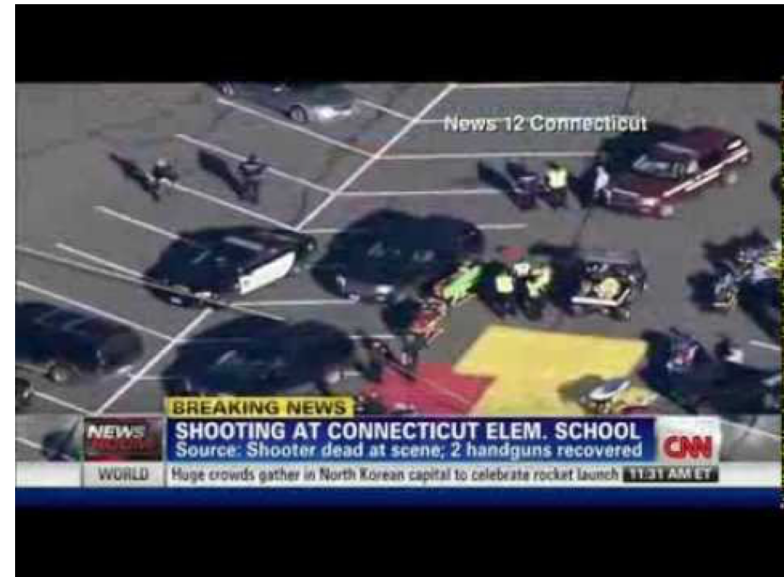 News 12 Connecticut
BREAKING NEWS
NEWS
ROOM
SHOOTING AT CONNECTICUT ELEM. SCHOOL
Source: Shooter dead at scene; 2 handguns recovered
CNN
WORLD Huge crowds gather in North Korean capital to celebrate rocket launch 11:31 AM ET